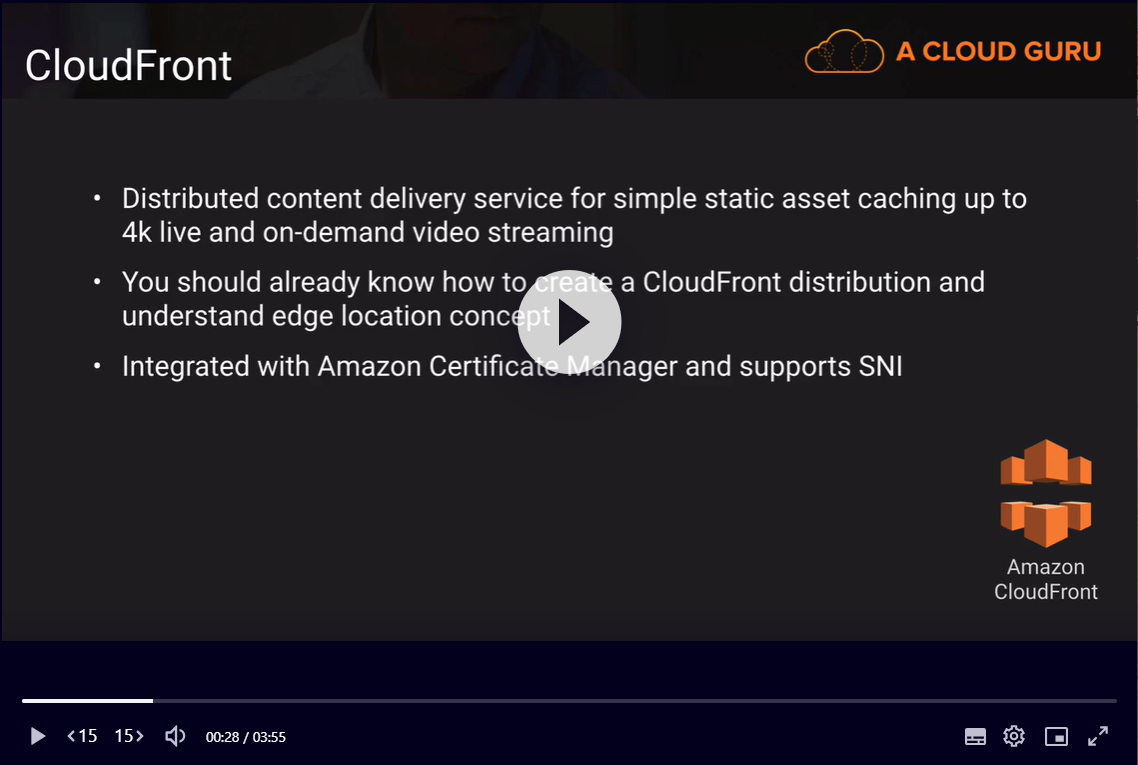 CloudFront
A CLOUD GURU
• Distributed content delivery service for simple static asset caching up to
4k live and on-demand video streaming
• You should already know how to create a CloudFront distribution and
understand edge location concept
• Integrated with Amazon Certificate Manager and supports SNI
Amazon
CloudFront
<15 15> 00:28 / 03:55